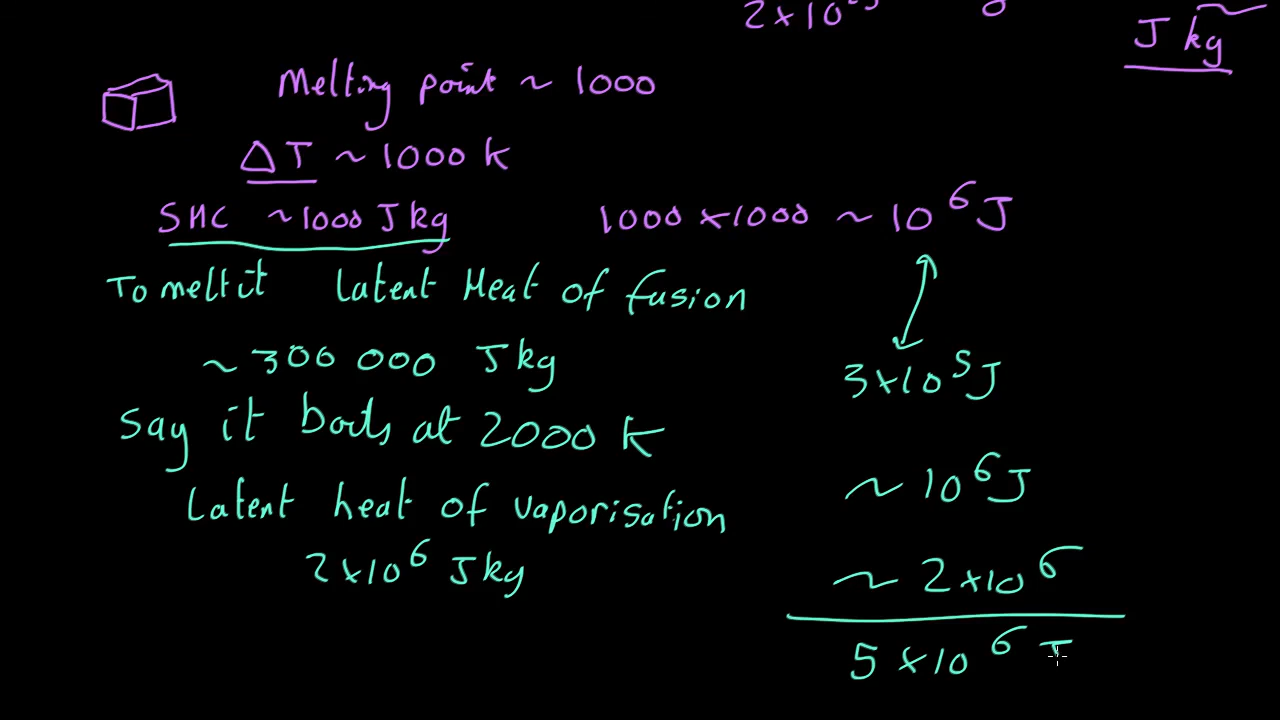 2×10
J kg
Melting point ~ 1000
ΔT ~ 1000 K
SHC ~1000 J kg 1000 ×1000 ~ 10⁶ J
To melt it Latent Heat of fusion
~ 300 000 J kg 3×10⁵ J
Say it boils at 2000 K
~ 10⁶ J
Latent heat of vaporisation
2×10⁶ J kg ~ 2×10⁶
5 ×10⁶ J